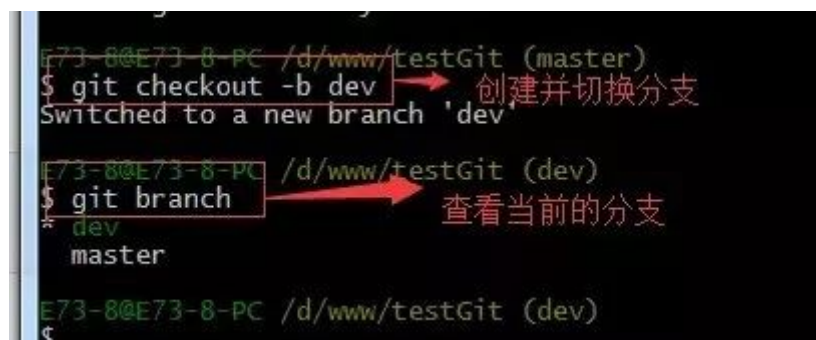 E73-8@E73-8-PC /d/www/testGit (master)
$ git checkout -b dev 创建并切换分支
Switched to a new branch 'dev'
E73-8@E73-8-PC /d/www/testGit (dev)
$ git branch 查看当前的分支
* dev
master
E73-8@E73-8-PC /d/www/testGit (dev)
$